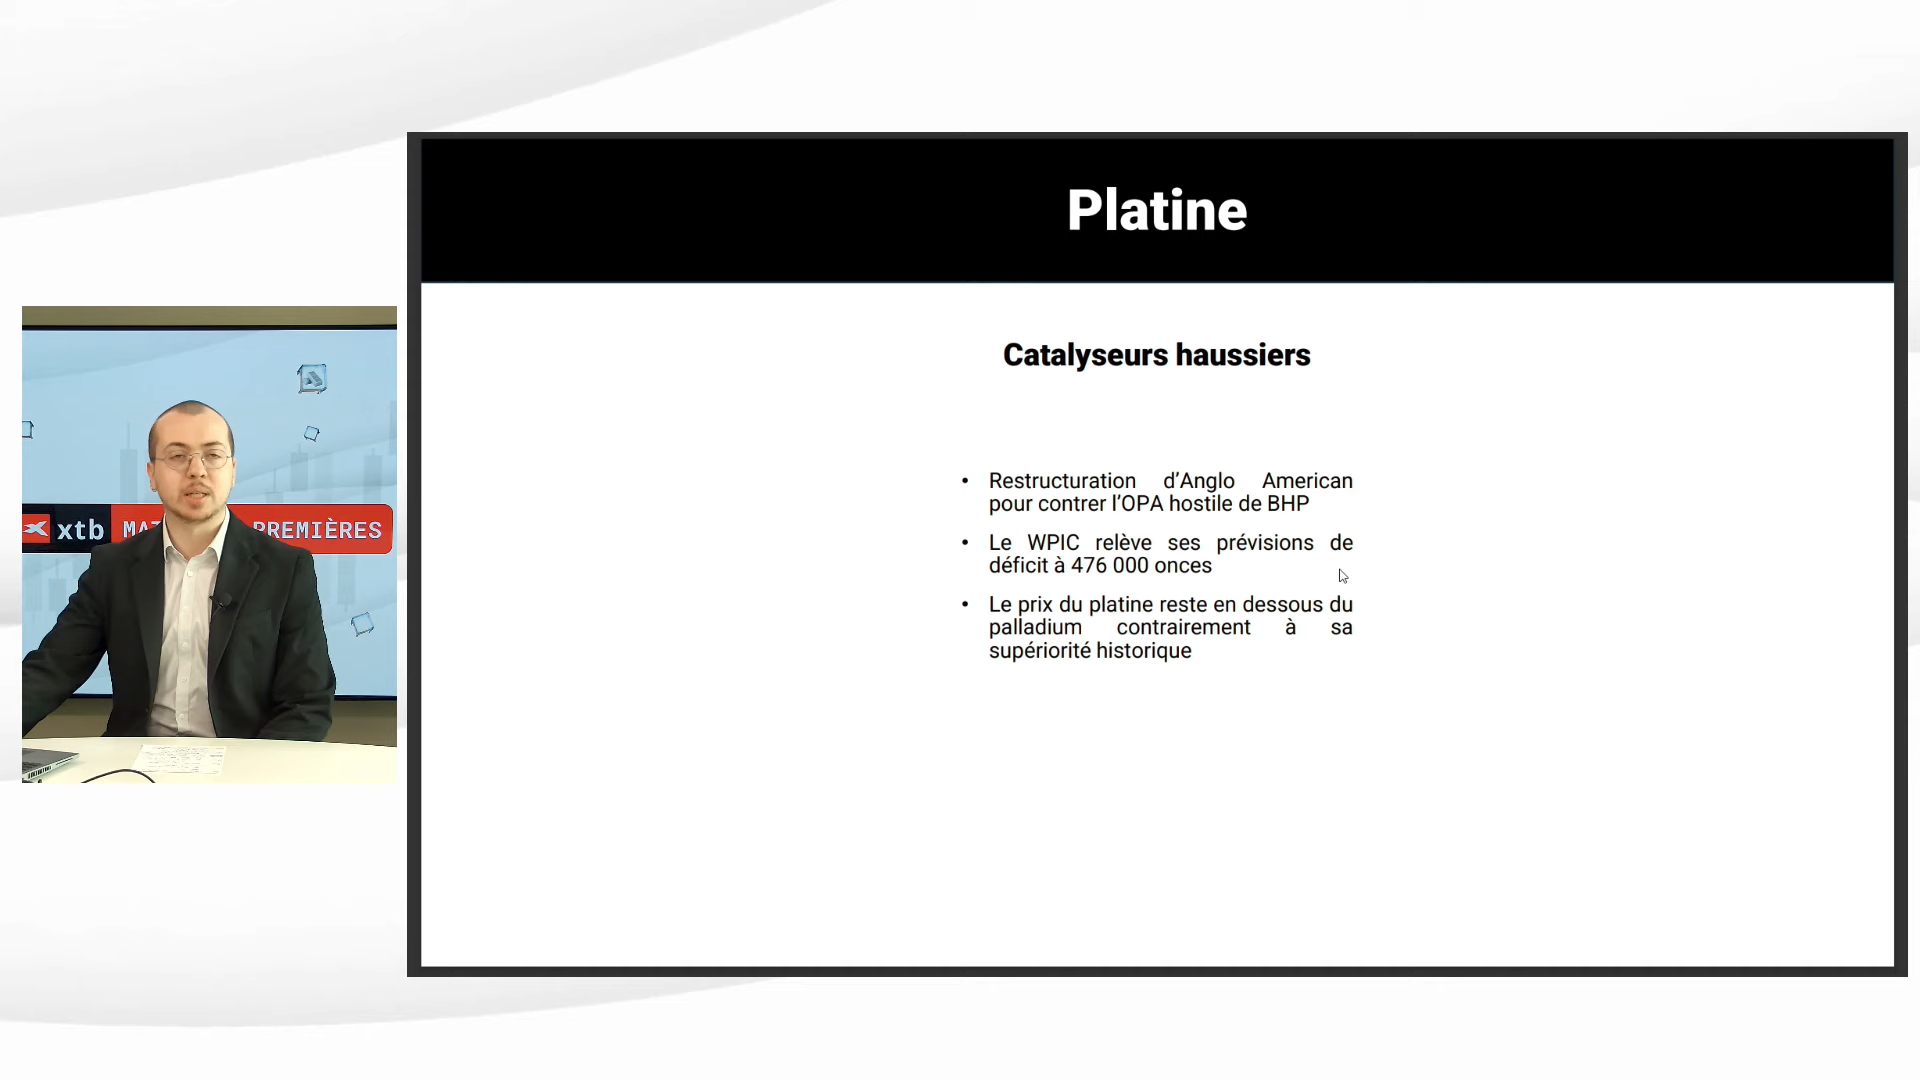 Platine
Catalyseurs haussiers
• Restructuration d’Anglo American
pour contrer l’OPA hostile de BHP
• Le WPIC relève ses prévisions de
déficit à 476 000 onces
• Le prix du platine reste en dessous du
palladium contrairement à sa
supériorité historique
xtb PREMIÈRES